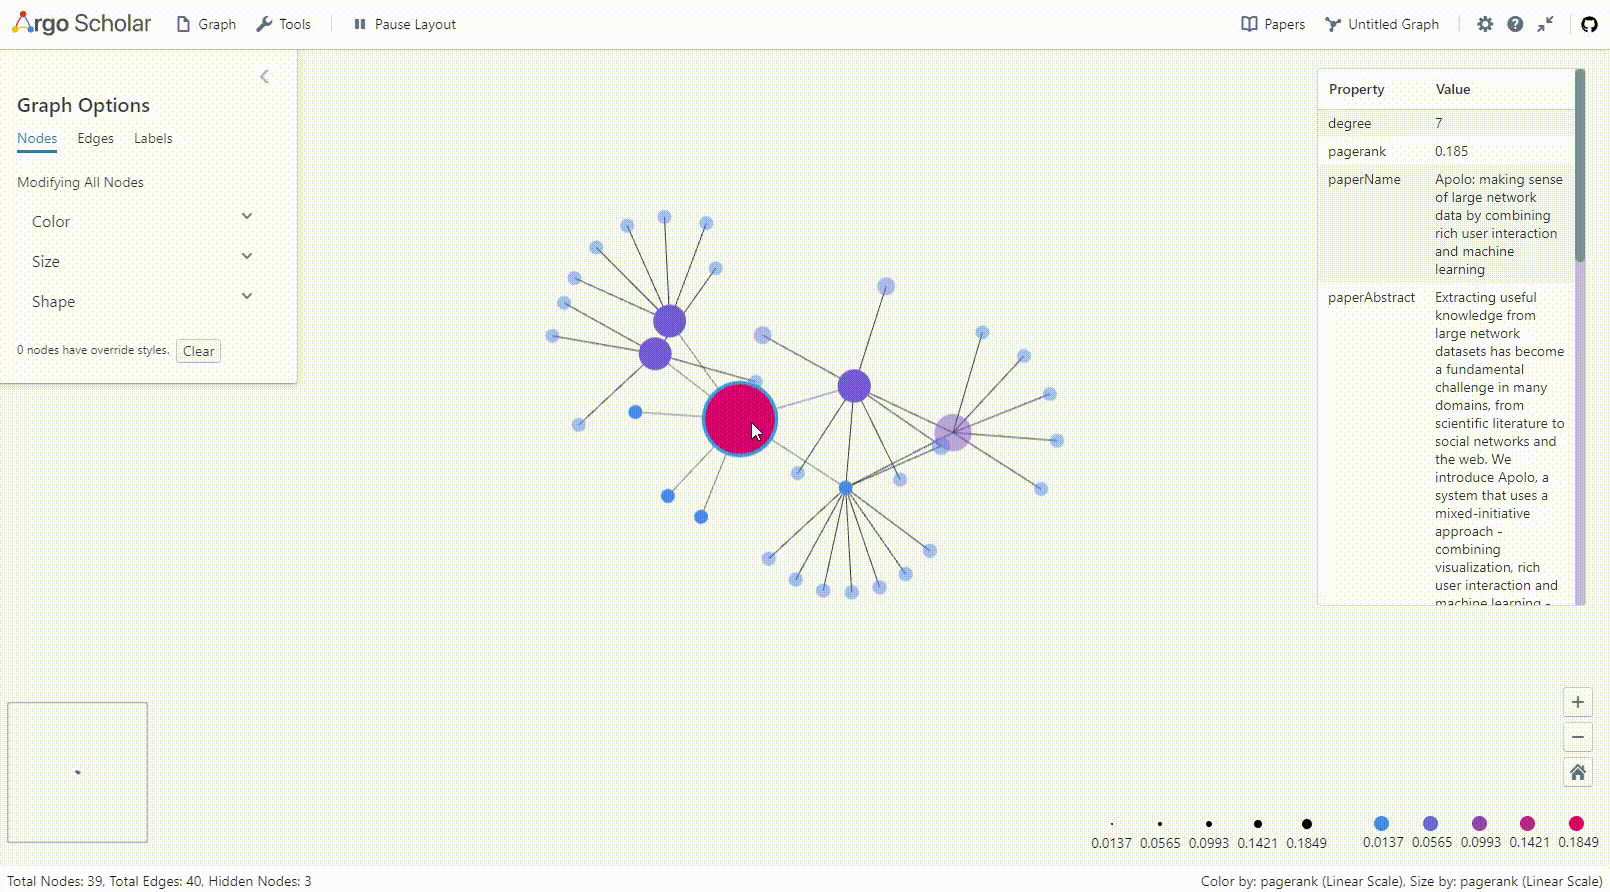 Argo Scholar
Graph
Tools
Pause Layout
Papers
Untitled Graph
Graph Options
Nodes Edges Labels
Modifying All Nodes
Color
Size
Shape
0 nodes have override styles. Clear
Property Value
degree 7
pagerank 0.185
paperName Apolo: making sense
of large network
data by combining
rich user interaction
and machine
learning
paperAbstract Extracting useful
knowledge from
large network
datasets has become
a fundamental
challenge in many
domains, from
scientific literature to
social networks and
the web. We
introduce Apolo, a
system that uses a
mixed-initiative
approach -
combining
visualization, rich
user interaction and
machine learning -
0.0137 0.0565 0.0993 0.1421 0.1849
0.0137 0.0565 0.0993 0.1421 0.1849
Total Nodes: 39, Total Edges: 40, Hidden Nodes: 3
Color by: pagerank (Linear Scale), Size by: pagerank (Linear Scale)